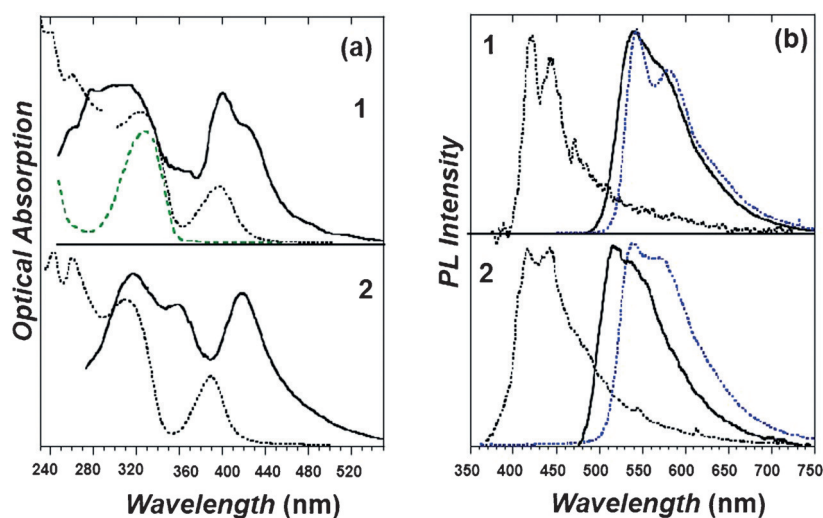 (a)
1
2
Optical Absorption
240 280 320 360 400 440 480 520
Wavelength (nm)
1
(b)
2
PL Intensity
350 400 450 500 550 600 650 700 750
Wavelength (nm)